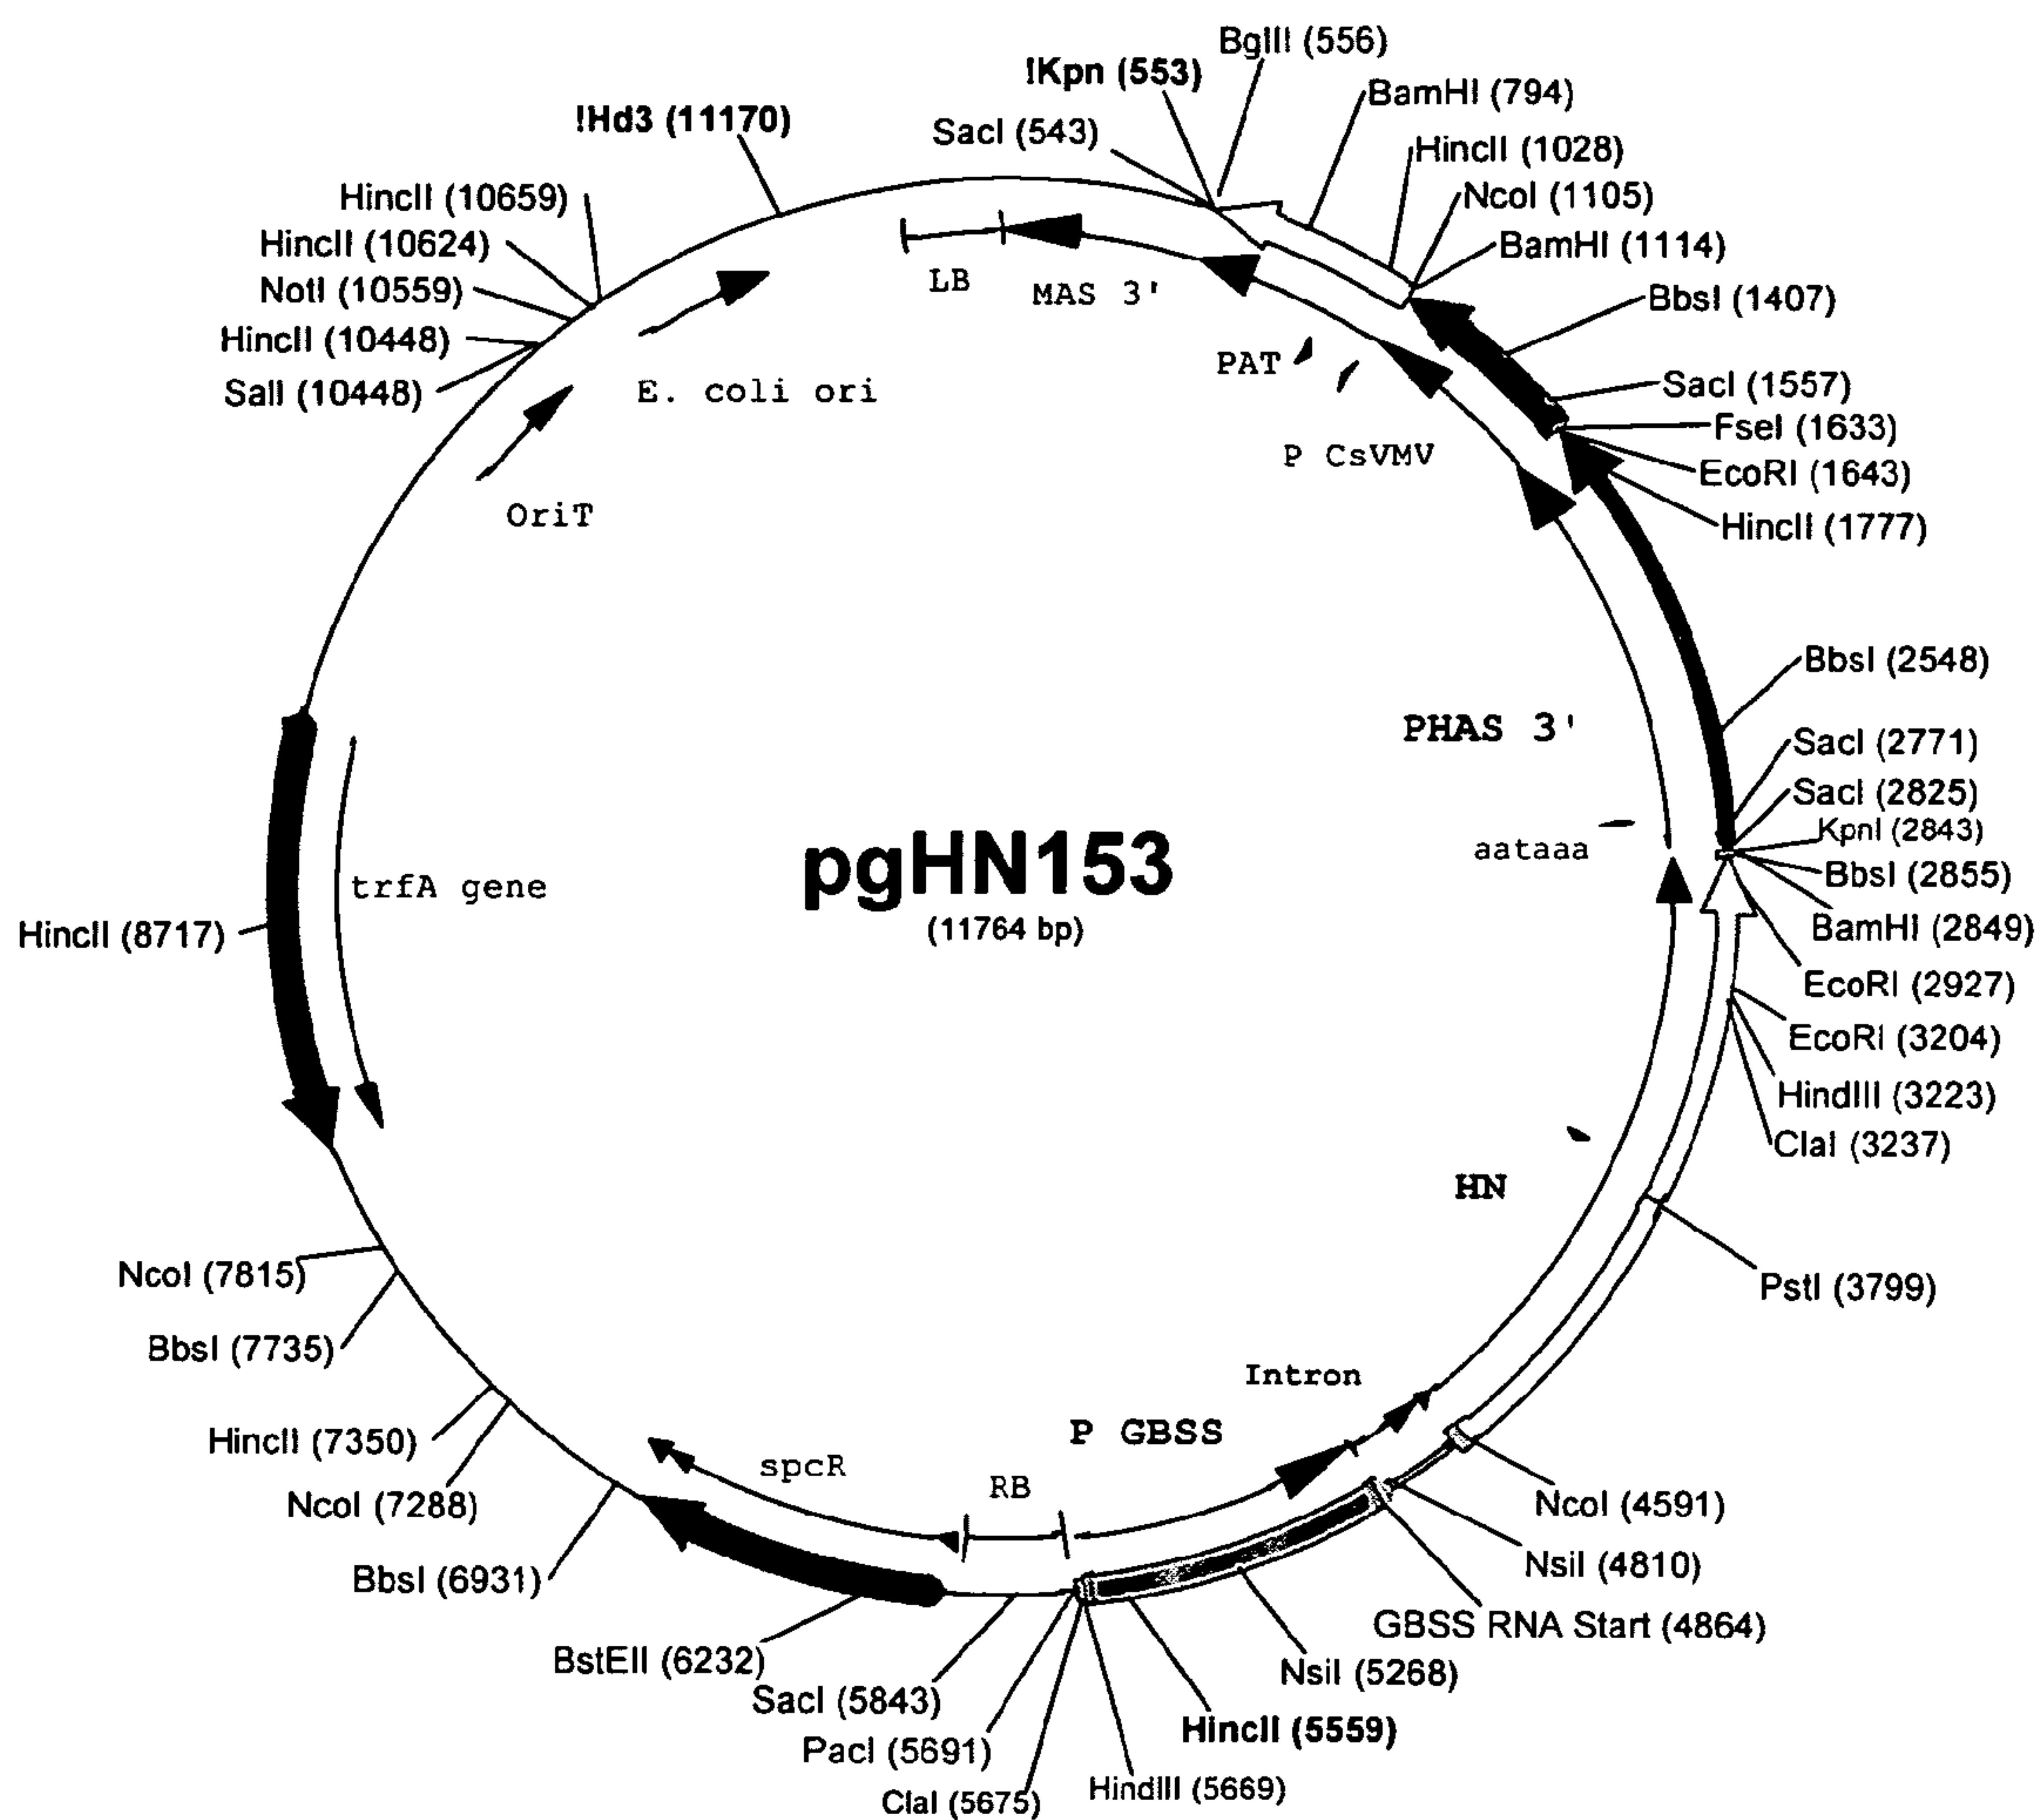 BglII (556)
!Kpn (553)
BamHI (794)
!Hd3 (11170)
SacI (543)
HincII (1028)
HincII (10659)
NcoI (1105)
HincII (10624)
BamHI (1114)
NotI (10559)
LB
MAS 3'
BbsI (1407)
HincII (10448)
PAT
SalI (10448)
E. coli ori
SacI (1557)
FseI (1633)
P CsVMV
EcoRI (1643)
OriT
HincII (1777)
BbsI (2548)
PHAS 3'
SacI (2771)
SacI (2825)
KpnI (2843)
aataaa
pgHN153
BbsI (2855)
trfA gene
(11764 bp)
BamHI (2849)
HincII (8717)
EcoRI (2927)
EcoRI (3204)
HindIII (3223)
ClaI (3237)
HN
NcoI (7815)
PstI (3799)
BbsI (7735)
Intron
P GBSS
HincII (7350)
spcR
RB
NcoI (7288)
NcoI (4591)
NsiI (4810)
BbsI (6931)
GBSS RNA Start (4864)
BstEII (6232)
NsiI (5268)
SacI (5843)
HincII (5559)
PacI (5691)
HindIII (5669)
ClaI (5675)